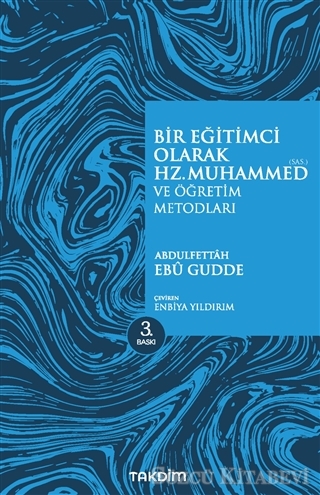 BİR EĞİTİMCİ
OLARAK
HZ. MUHAMMED (SAS.)
VE ÖĞRETİM
METODLARI
ABDULFETTÂH
EBÛ GUDDE
ÇEVİREN
ENBİYA YILDIRIM
3.
BASKI
TAKDİM
Kitabevi